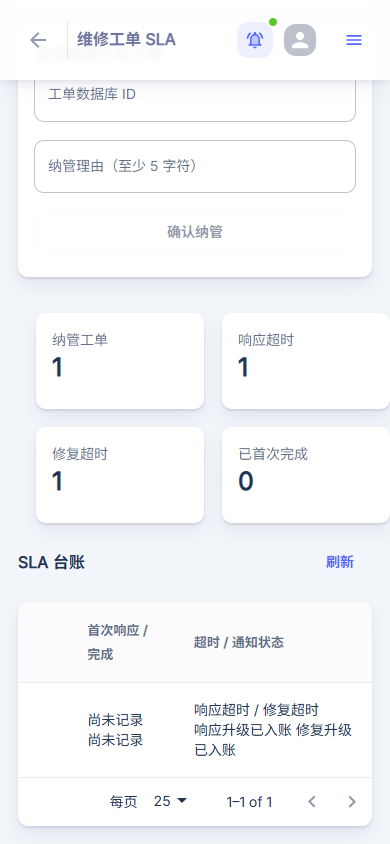 维修工单 SLA
工单数据库 ID
纳管理由（至少 5 字符）
确认纳管
纳管工单
1
响应超时
1
修复超时
1
已首次完成
0
SLA 台账
刷新
首次响应 /
完成
超时 / 通知状态
尚未记录
尚未记录
响应超时 / 修复超时
响应升级已入账 修复升级
已入账
每页
25
1–1 of 1